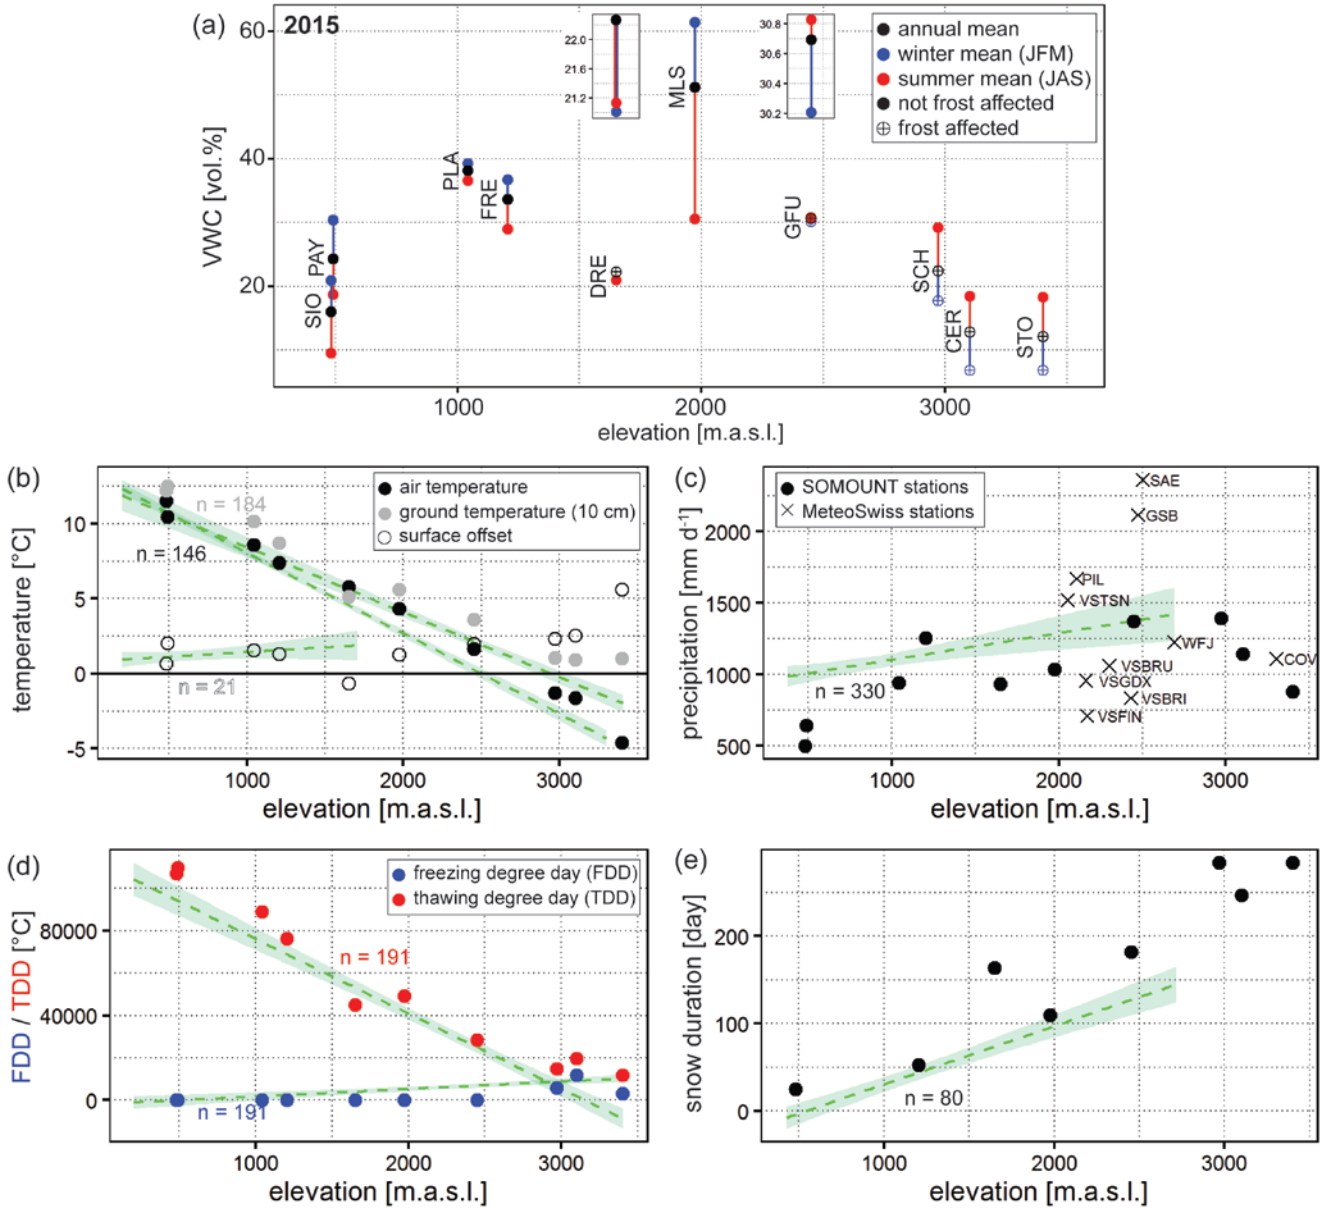 (a)
2015
VWC [vol.%]
60
40
20
22.0
21.6
21.2
30.8
30.6
30.4
30.2
annual mean
winter mean (JFM)
summer mean (JAS)
not frost affected
frost affected
SIO
PAY
PLA
FRE
DRE
MLS
GFU
SCH
CER
STO
1000
2000
3000
elevation [m.a.s.l.]
(b)
temperature [°C]
10
5
0
-5
n = 184
n = 146
n = 21
air temperature
ground temperature (10 cm)
surface offset
1000
2000
3000
elevation [m.a.s.l.]
(c)
precipitation [mm d-1]
2000
1500
1000
500
SOMOUNT stations
MeteoSwiss stations
SAE
GSB
PIL
VSTSN
WFJ
COV
VSBRU
VSGDX
VSBRI
VSFIN
n = 330
1000
2000
3000
elevation [m.a.s.l.]
(d)
FDD / TDD [°C]
80000
40000
0
freezing degree day (FDD)
thawing degree day (TDD)
n = 191
n = 191
1000
2000
3000
elevation [m.a.s.l.]
(e)
snow duration [day]
200
100
0
n = 80
1000
2000
3000
elevation [m.a.s.l.]